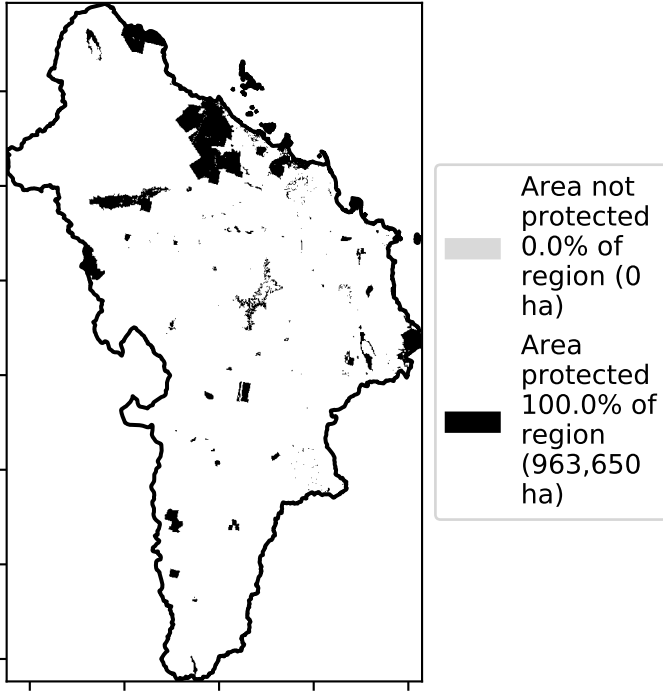 Area not
protected
0.0% of
region (0
ha)
Area
protected
100.0% of
region
(963,650
ha)